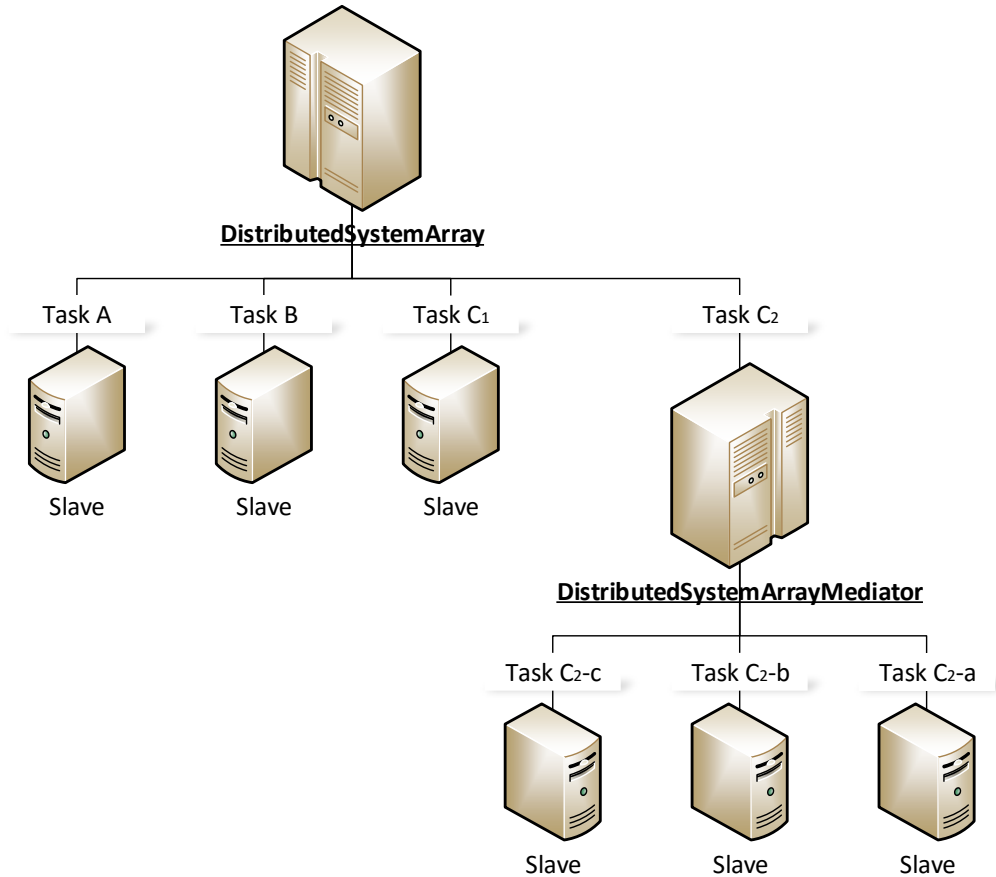 DistributedSystemArray
Task A Task B Task C1 Task C2
Slave Slave Slave
DistributedSystemArrayMediator
Task C2-c Task C2-b Task C2-a
Slave Slave Slave